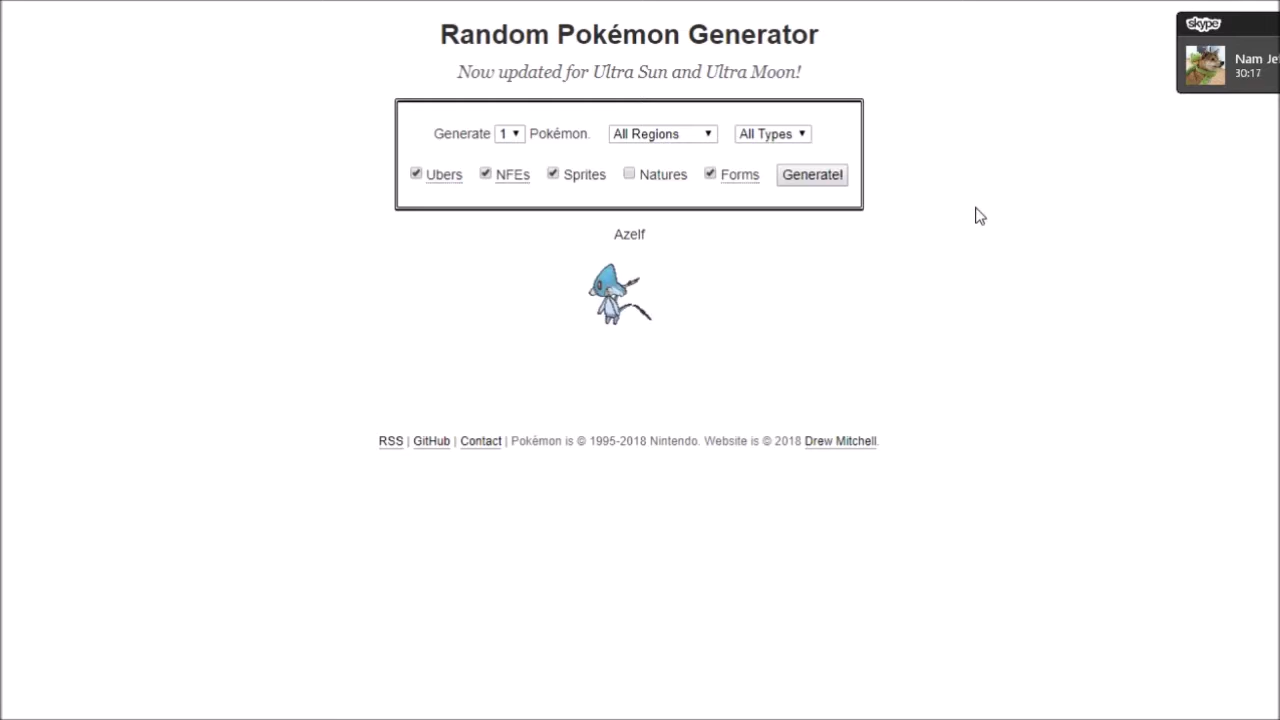 Random Pokémon Generator
Now updated for Ultra Sun and Ultra Moon!
Generate 1 Pokémon. All Regions All Types
Ubers NFEs Sprites Natures Forms Generate!
Azelf
RSS | GitHub | Contact | Pokémon is © 1995-2018 Nintendo. Website is © 2018 Drew Mitchell.
skype
Nam Je
30:17